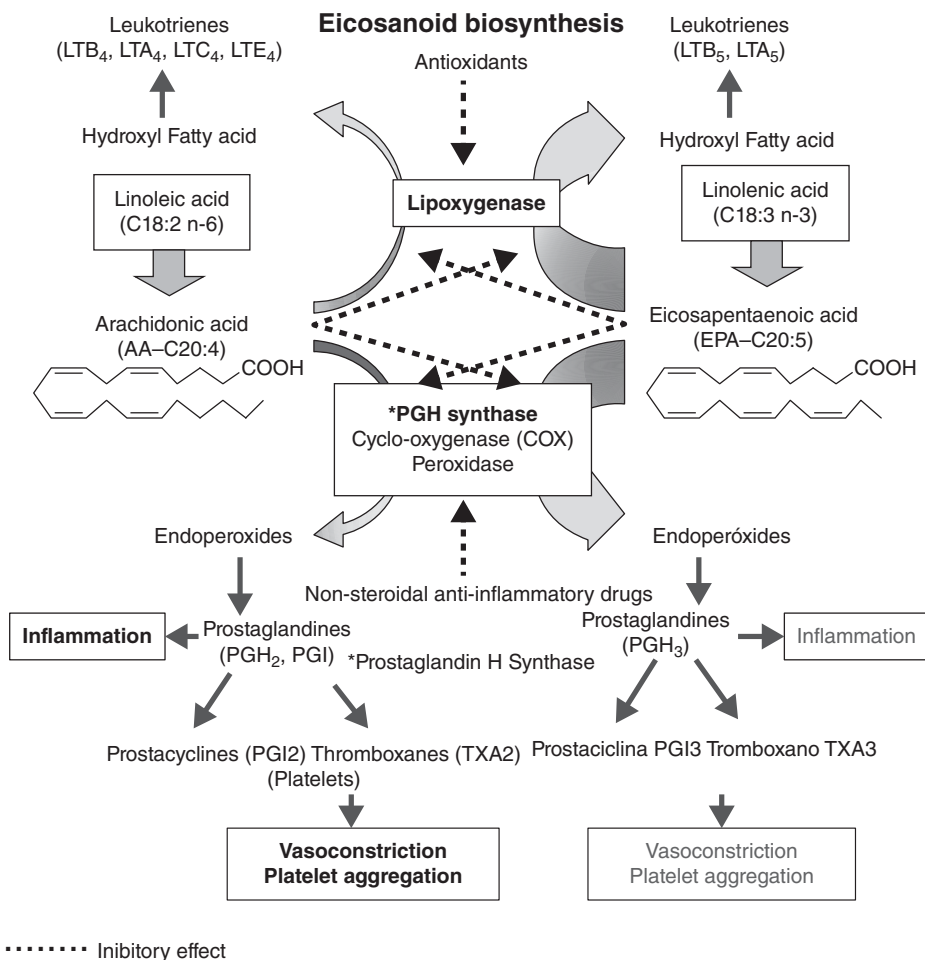 Eicosanoid biosynthesis
Leukotrienes
(LTB₄, LTA₄, LTC₄, LTE₄)
Hydroxyl Fatty acid
Linoleic acid
(C18:2 n-6)
Arachidonic acid
(AA–C20:4)
COOH
Antioxidants
Lipoxygenase
Leukotrienes
(LTB₅, LTA₅)
Hydroxyl Fatty acid
Linolenic acid
(C18:3 n-3)
Eicosapentaenoic acid
(EPA–C20:5)
COOH
*PGH synthase
Cyclo-oxygenase (COX)
Peroxidase
Endoperoxides
Endoperóxides
Non-steroidal anti-inflammatory drugs
Inflammation
Prostaglandines
(PGH₂, PGI)
*Prostaglandin H Synthase
Prostaglandines
(PGH₃)
Inflammation
Prostacyclines (PGI2) Thromboxanes (TXA2)
(Platelets)
Prostaciclina PGI3 Tromboxano TXA3
Vasoconstriction
Platelet aggregation
Vasoconstriction
Platelet aggregation
Inibitory effect